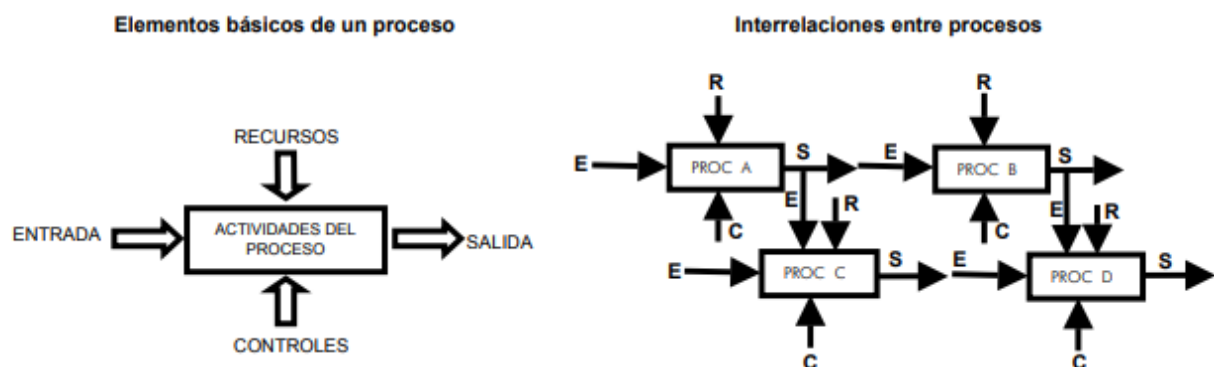 Elementos básicos de un proceso
RECURSOS
ENTRADA
ACTIVIDADES DEL
PROCESO
SALIDA
CONTROLES
Interrelaciones entre procesos
R
R
E
PROC A
S
E
PROC B
S
E
R
E
R
C
C
E
PROC C
S
E
PROC D
S
C
C